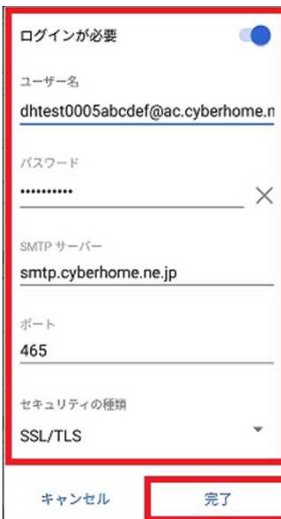 ログインが必要
ユーザー名
dhtest0005abcdef@ac.cyberhome.n
パスワード
••••••••••
SMTP サーバー
smtp.cyberhome.ne.jp
ポート
465
セキュリティの種類
SSL/TLS
キャンセル 完了